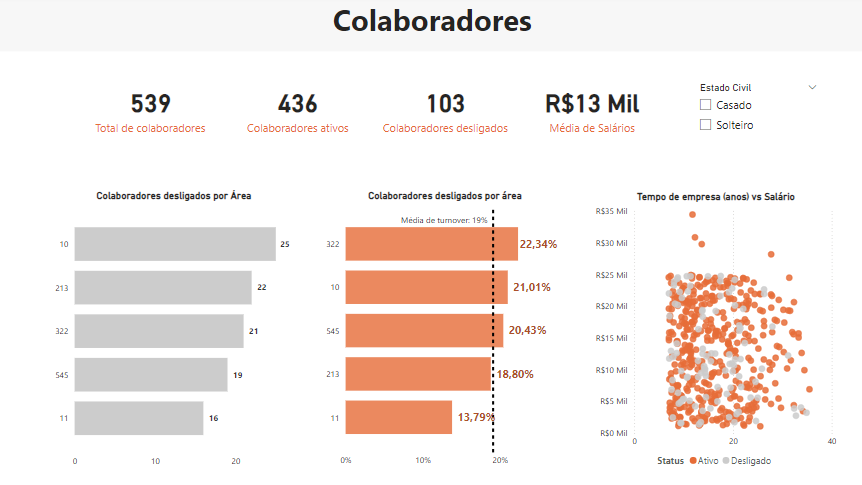 Colaboradores
539
Total de colaboradores
436
Colaboradores ativos
103
Colaboradores desligados
R$13 Mil
Média de Salários
Estado Civil
Casado
Solteiro
Colaboradores desligados por Área
10
25
213
22
322
21
545
19
11
16
0
10
20
Colaboradores desligados por área
Média de turnover: 19%
322
22,34%
10
21,01%
545
20,43%
213
18,80%
11
13,79%
0%
10%
20%
Tempo de empresa (anos) vs Salário
R$35 Mil
R$30 Mil
R$25 Mil
R$20 Mil
R$15 Mil
R$10 Mil
R$5 Mil
R$0 Mil
0
20
40
Status Ativo Desligado